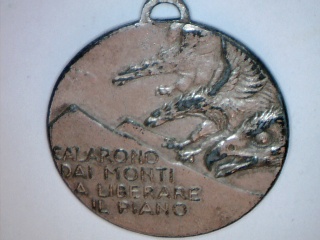 CALARONO
DAI MONTI
A LIBERARE
IL PIANO